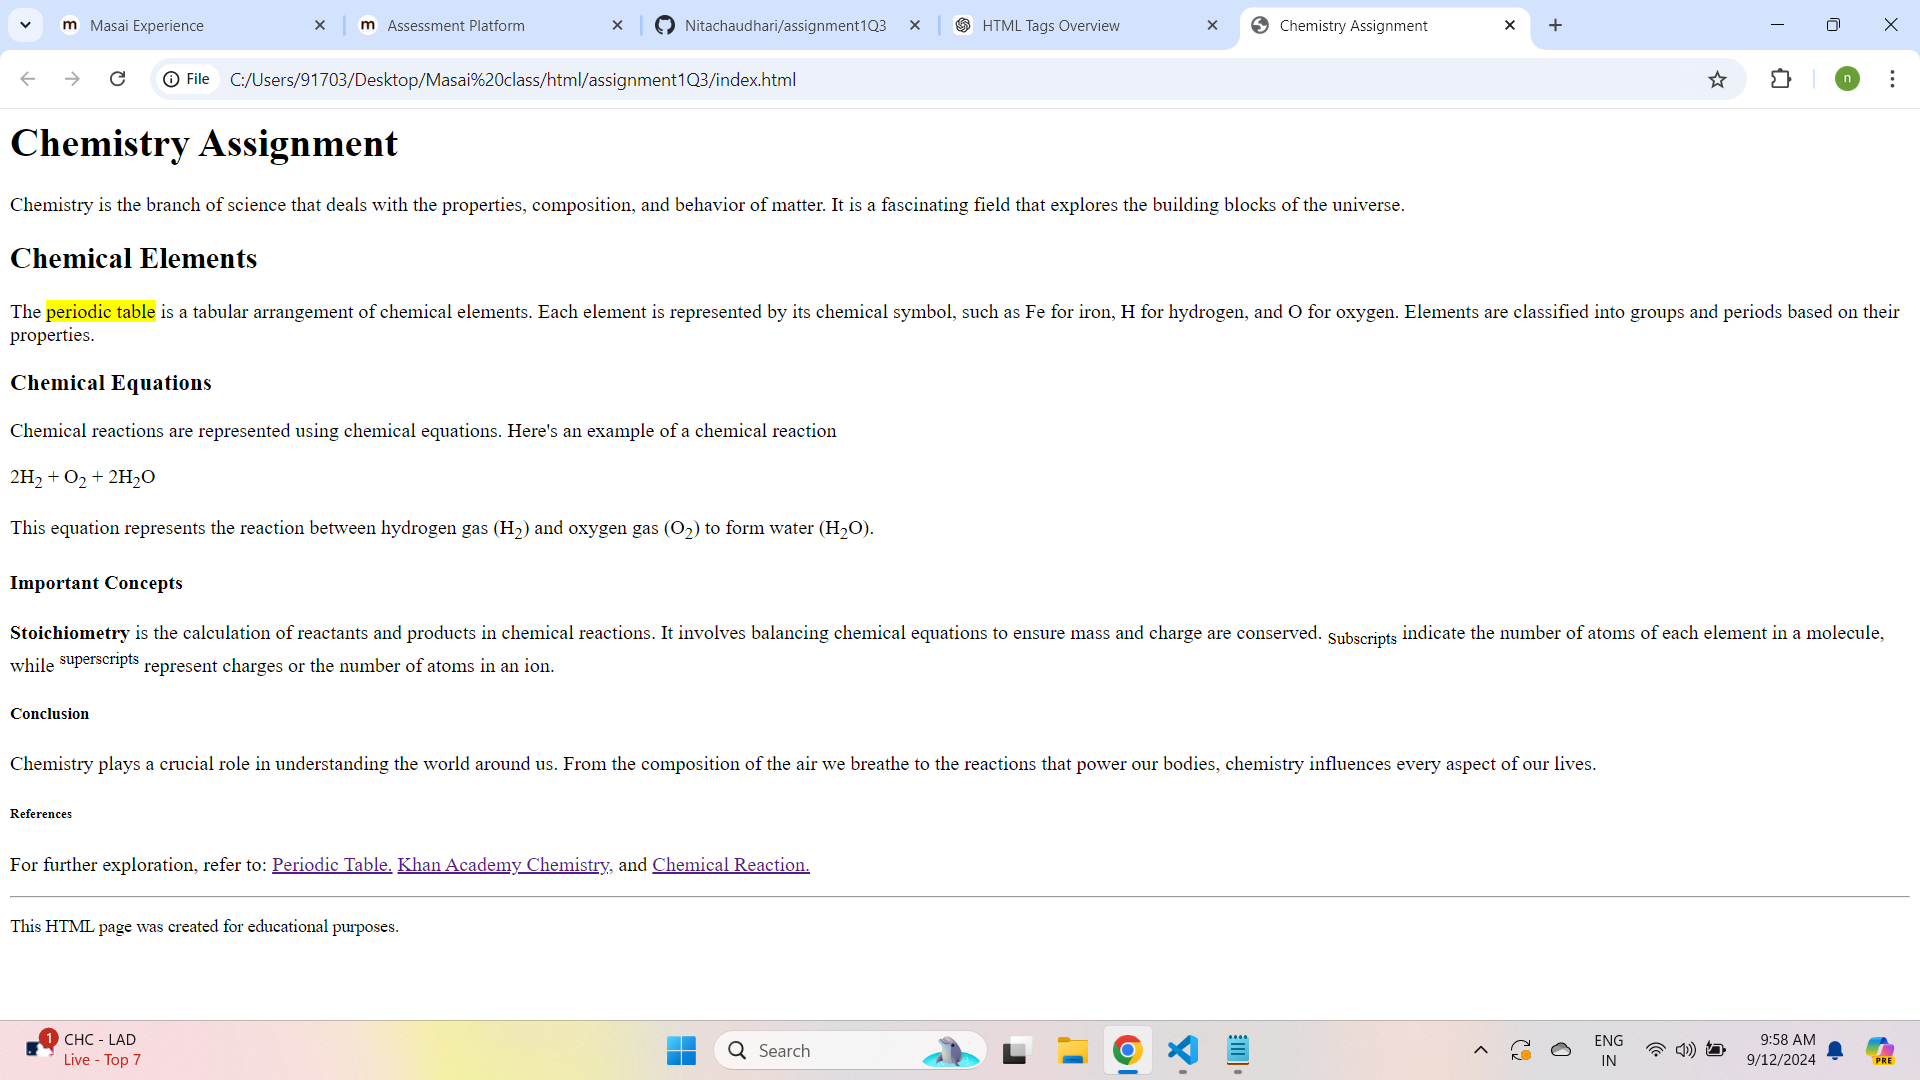 Masai Experience
Assessment Platform
Nitachaudhari/assignment1Q3
HTML Tags Overview
Chemistry Assignment
File
C:/Users/91703/Desktop/Masai%20class/html/assignment1Q3/index.html
n
Chemistry Assignment
Chemistry is the branch of science that deals with the properties, composition, and behavior of matter. It is a fascinating field that explores the building blocks of the universe.
Chemical Elements
The periodic table is a tabular arrangement of chemical elements. Each element is represented by its chemical symbol, such as Fe for iron, H for hydrogen, and O for oxygen. Elements are classified into groups and periods based on their
properties.
Chemical Equations
Chemical reactions are represented using chemical equations. Here's an example of a chemical reaction
2H₂ + O₂ + 2H₂O
This equation represents the reaction between hydrogen gas (H₂) and oxygen gas (O₂) to form water (H₂O).
Important Concepts
Stoichiometry is the calculation of reactants and products in chemical reactions. It involves balancing chemical equations to ensure mass and charge are conserved. Subscripts indicate the number of atoms of each element in a molecule,
while superscripts represent charges or the number of atoms in an ion.
Conclusion
Chemistry plays a crucial role in understanding the world around us. From the composition of the air we breathe to the reactions that power our bodies, chemistry influences every aspect of our lives.
References
For further exploration, refer to: Periodic Table. Khan Academy Chemistry, and Chemical Reaction.
This HTML page was created for educational purposes.
1
CHC - LAD
Live - Top 7
Search
ENG
IN
9:58 AM
9/12/2024
PRE